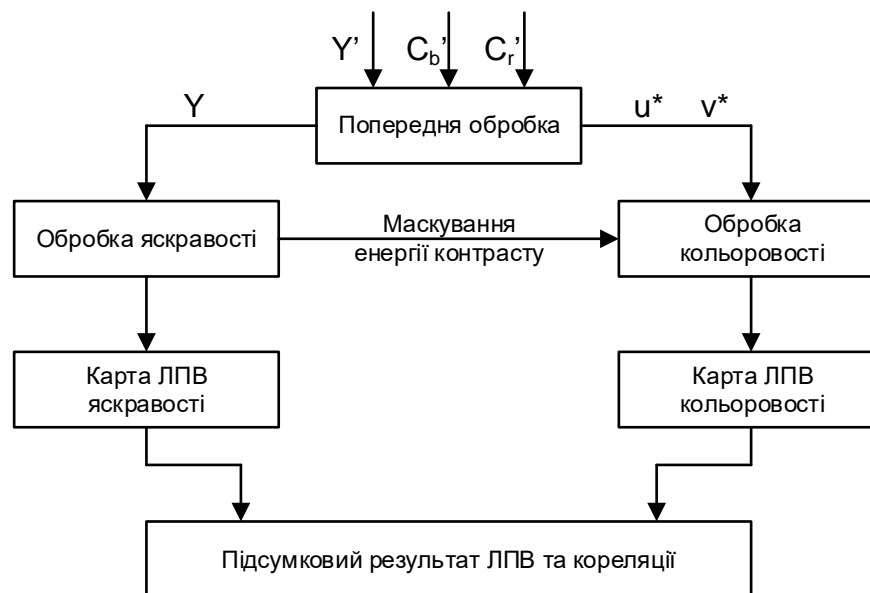 Y’ Cb’ Cr’
Y
Попередня обробка
u* v*
Обробка яскравості
Маскування
енергії контрасту
Обробка
кольоровості
Карта ЛПВ
яскравості
Карта ЛПВ
кольоровості
Підсумковий результат ЛПВ та кореляції